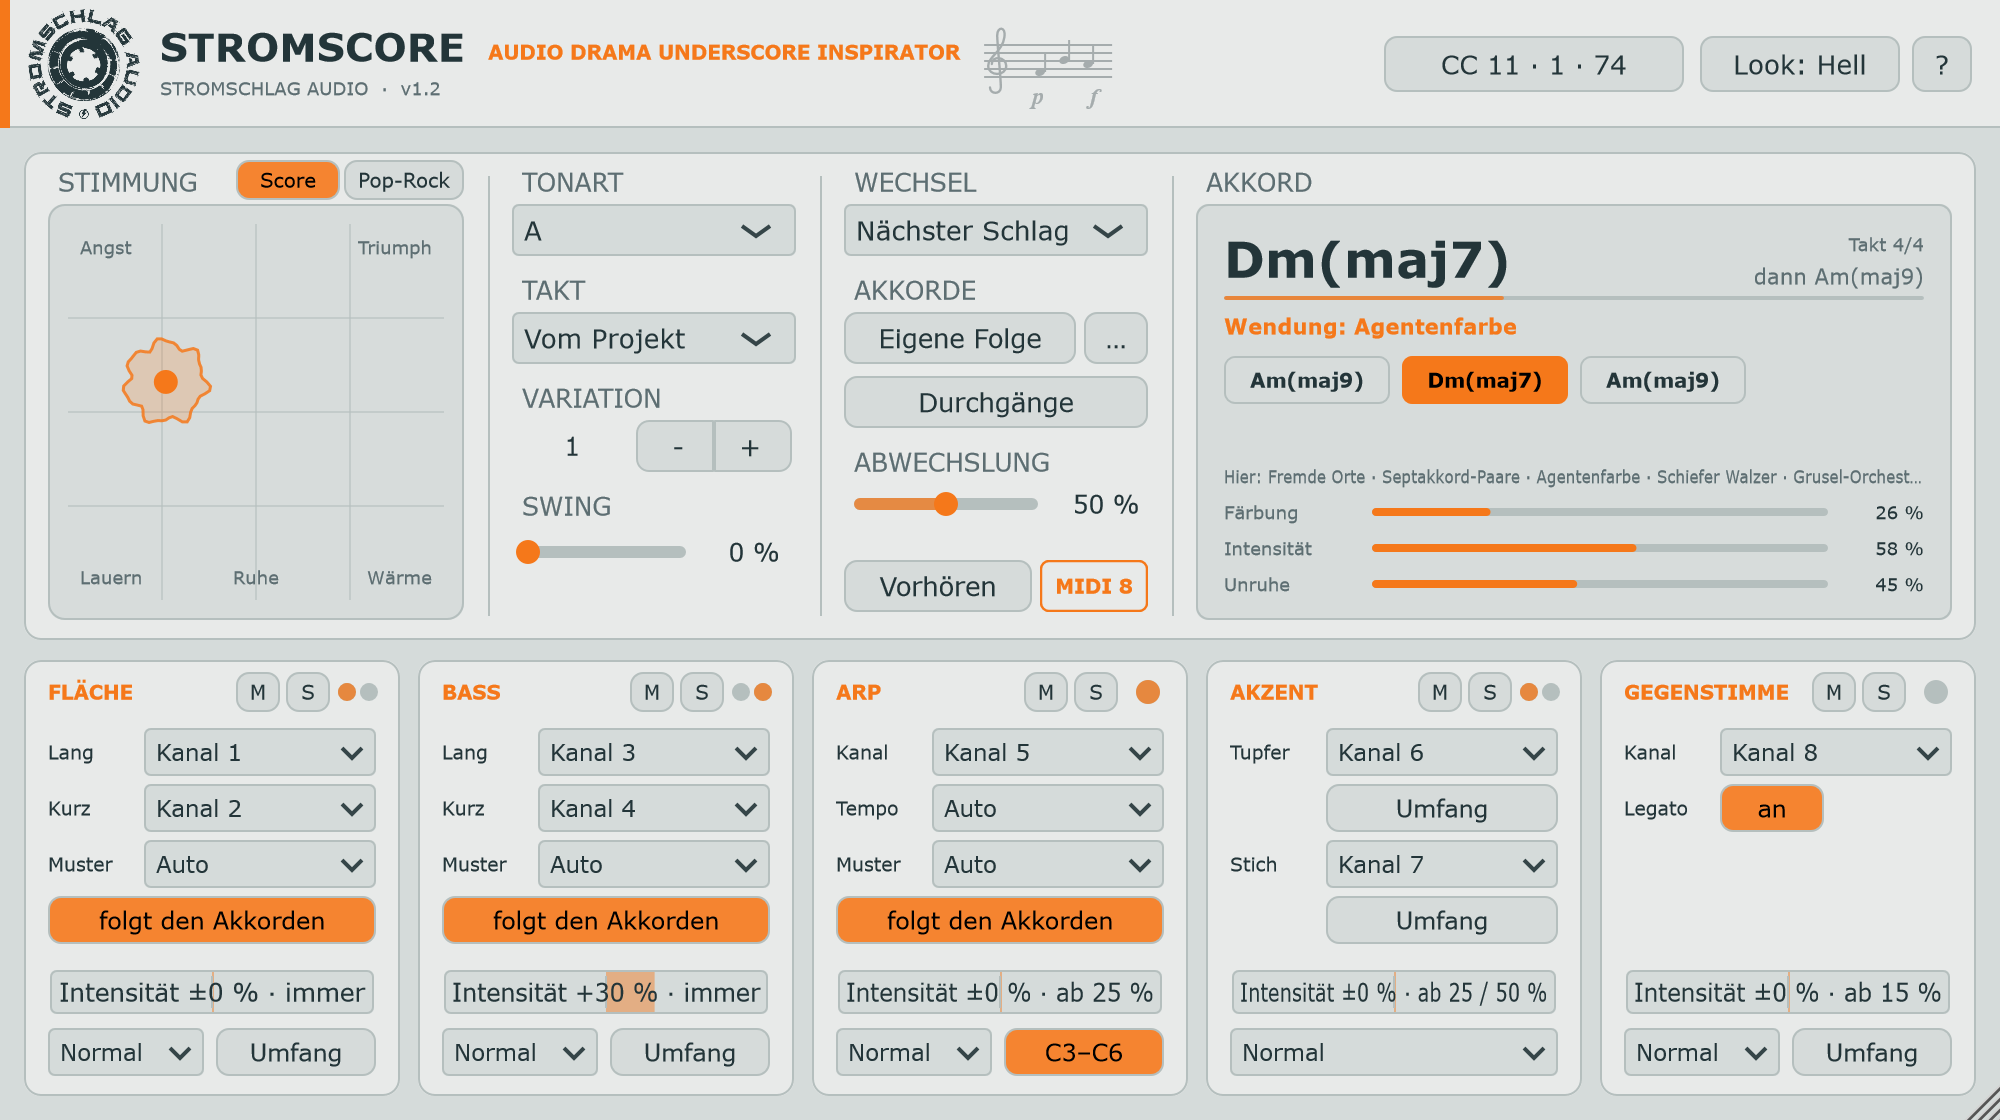 STROMSCHLAG AUDIO
STROMSCORE
AUDIO DRAMA UNDERSCORE INSPIRATOR
STROMSCHLAG AUDIO · v1.2
p f
CC 11 · 1 · 74
Look: Hell
?
STIMMUNG
Score
Pop-Rock
Angst
Triumph
Lauern
Ruhe
Wärme
TONART
A
TAKT
Vom Projekt
VARIATION
1
-
+
SWING
0 %
WECHSEL
Nächster Schlag
AKKORDE
Eigene Folge
...
Durchgänge
ABWECHSLUNG
50 %
Vorhören
MIDI 8
AKKORD
Dm(maj7)
Takt 4/4
dann Am(maj9)
Wendung: Agentenfarbe
Am(maj9)
Dm(maj7)
Am(maj9)
Hier: Fremde Orte · Septakkord-Paare · Agentenfarbe · Schiefer Walzer · Grusel-Orchest...
Färbung 26 %
Intensität 58 %
Unruhe 45 %
FLÄCHE
M
S
Lang
Kanal 1
Kurz
Kanal 2
Muster
Auto
folgt den Akkorden
Intensität ±0 % · immer
Normal
Umfang
BASS
M
S
Lang
Kanal 3
Kurz
Kanal 4
Muster
Auto
folgt den Akkorden
Intensität +30 % · immer
Normal
Umfang
ARP
M
S
Kanal
Kanal 5
Tempo
Auto
Muster
Auto
folgt den Akkorden
Intensität ±0 % · ab 25 %
Normal
C3–C6
AKZENT
M
S
Tupfer
Kanal 6
Umfang
Stich
Kanal 7
Umfang
Intensität ±0 % · ab 25 / 50 %
Normal
GEGENSTIMME
M
S
Kanal
Kanal 8
Legato
an
Intensität ±0 % · ab 15 %
Normal
Umfang